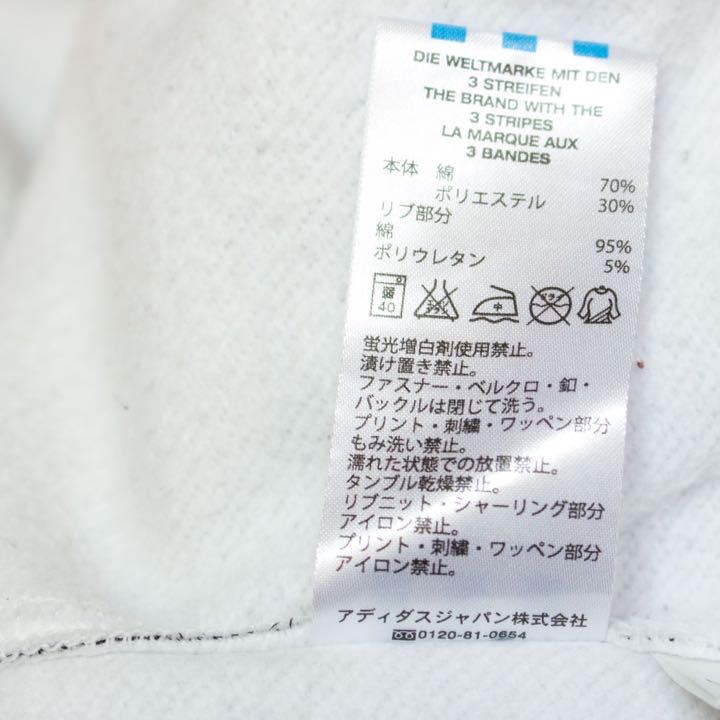 DIE WELTMARKE MIT DEN
3 STREIFEN
THE BRAND WITH THE
3 STRIPES
LA MARQUE AUX
3 BANDES
本体 綿 70%
ポリエステル 30%
リブ部分
綿 95%
ポリウレタン 5%
弱
40
蛍光増白剤使用禁止。
漬け置き禁止。
ファスナー・ベルクロ・釦・
バックルは閉じて洗う。
プリント・刺繍・ワッペン部分
もみ洗い禁止。
濡れた状態での放置禁止。
タンブル乾燥禁止。
リブニット・シャーリング部分
アイロン禁止。
プリント・刺繍・ワッペン部分
アイロン禁止。
アディダスジャパン株式会社
0120-81-0654